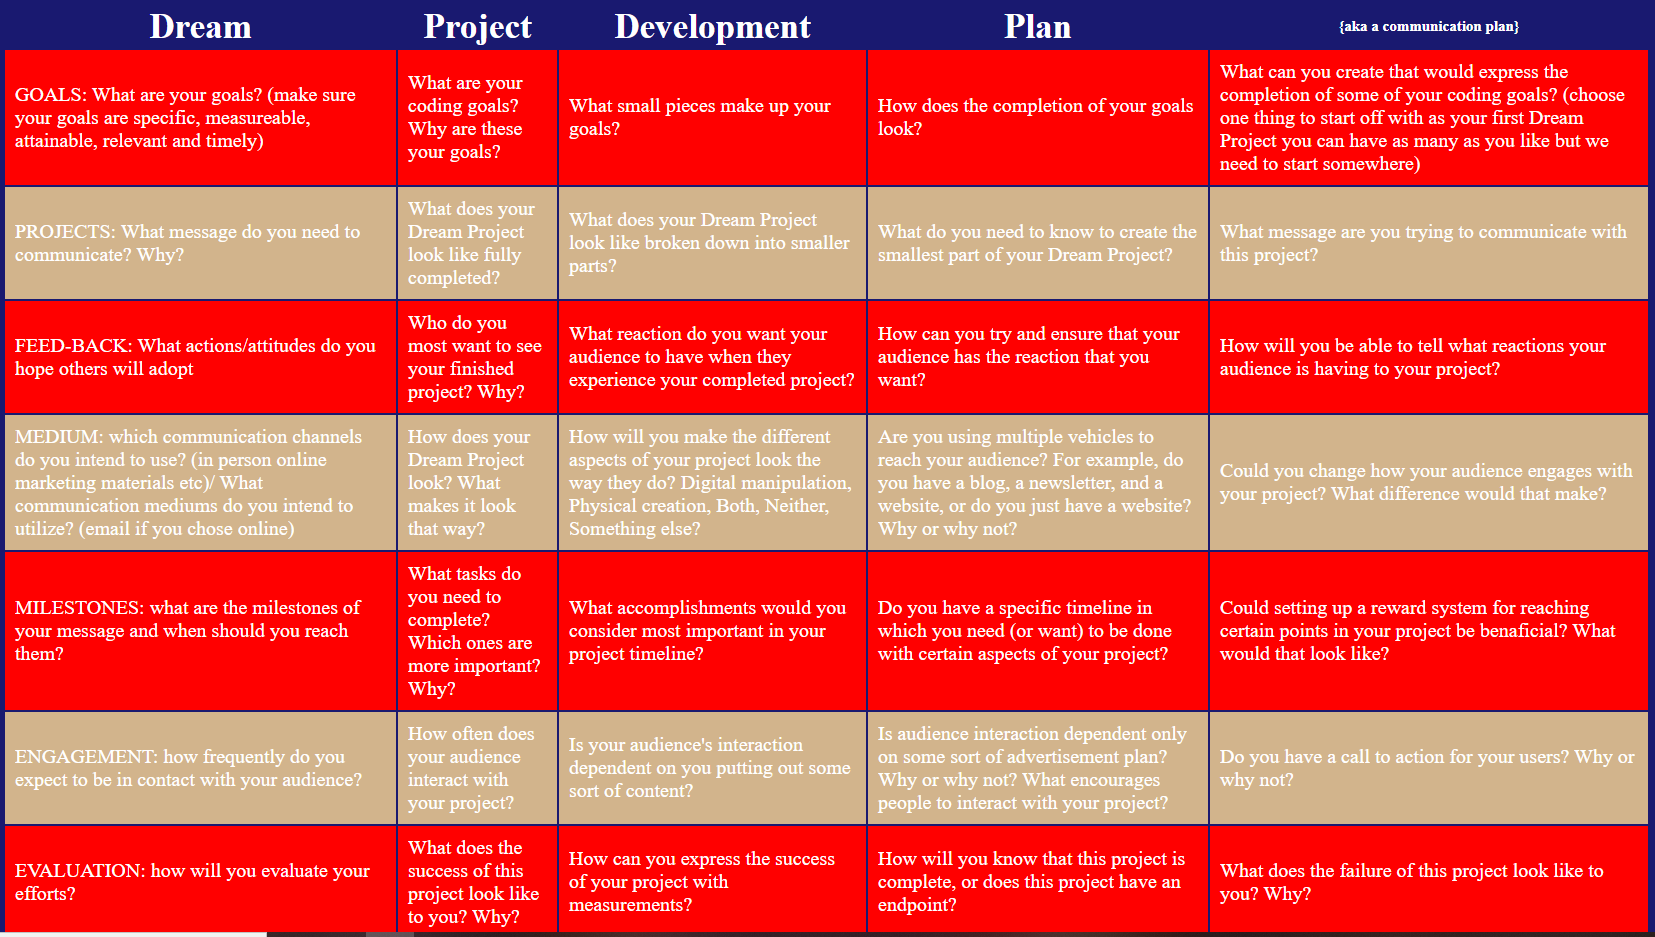 Dream Project Development Plan {aka a communication plan}
GOALS: What are your goals? (make sure
your goals are specific, measureable,
attainable, relevant and timely)
What are your
coding goals?
Why are these
your goals?
What small pieces make up your
goals?
How does the completion of your goals
look?
What can you create that would express the
completion of some of your coding goals? (choose
one thing to start off with as your first Dream
Project you can have as many as you like but we
need to start somewhere)
PROJECTS: What message do you need to
communicate? Why?
What does your
Dream Project
look like fully
completed?
What does your Dream Project
look like broken down into smaller
parts?
What do you need to know to create the
smallest part of your Dream Project?
What message are you trying to communicate with
this project?
FEED-BACK: What actions/attitudes do you
hope others will adopt
Who do you
most want to see
your finished
project? Why?
What reaction do you want your
audience to have when they
experience your completed project?
How can you try and ensure that your
audience has the reaction that you
want?
How will you be able to tell what reactions your
audience is having to your project?
MEDIUM: which communication channels
do you intend to use? (in person online
marketing materials etc)/ What
communication mediums do you intend to
utilize? (email if you chose online)
How does your
Dream Project
look? What
makes it look
that way?
How will you make the different
aspects of your project look the
way they do? Digital manipulation,
Physical creation, Both, Neither,
Something else?
Are you using multiple vehicles to
reach your audience? For example, do
you have a blog, a newsletter, and a
website, or do you just have a website?
Why or why not?
Could you change how your audience engages with
your project? What difference would that make?
MILESTONES: what are the milestones of
your message and when should you reach
them?
What tasks do
you need to
complete?
Which ones are
more important?
Why?
What accomplishments would you
consider most important in your
project timeline?
Do you have a specific timeline in
which you need (or want) to be done
with certain aspects of your project?
Could setting up a reward system for reaching
certain points in your project be benaficial? What
would that look like?
ENGAGEMENT: how frequently do you
expect to be in contact with your audience?
How often does
your audience
interact with
your project?
Is your audience's interaction
dependent on you putting out some
sort of content?
Is audience interaction dependent only
on some sort of advertisement plan?
Why or why not? What encourages
people to interact with your project?
Do you have a call to action for your users? Why or
why not?
EVALUATION: how will you evaluate your
efforts?
What does the
success of this
project look like
to you? Why?
How can you express the success
of your project with
measurements?
How will you know that this project is
complete, or does this project have an
endpoint?
What does the failure of this project look like to
you? Why?